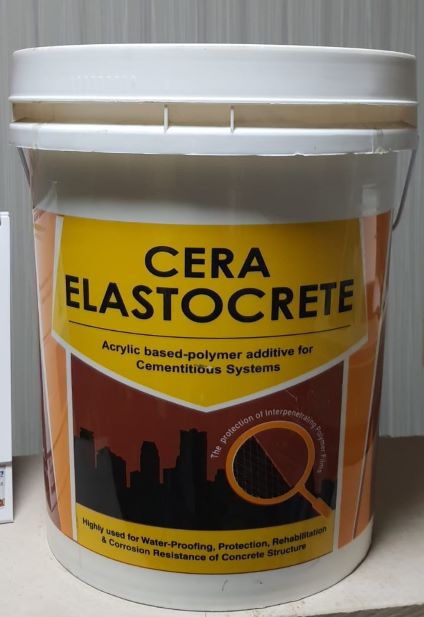 CERA
ELASTOCRETE
Acrylic based-polymer additive for
Cementitious Systems
The protection of Interpenetrating Polymer Films
Highly used for Water-Proofing, Protection, Rehabilitation
& Corrosion Resistance of Concrete Structure